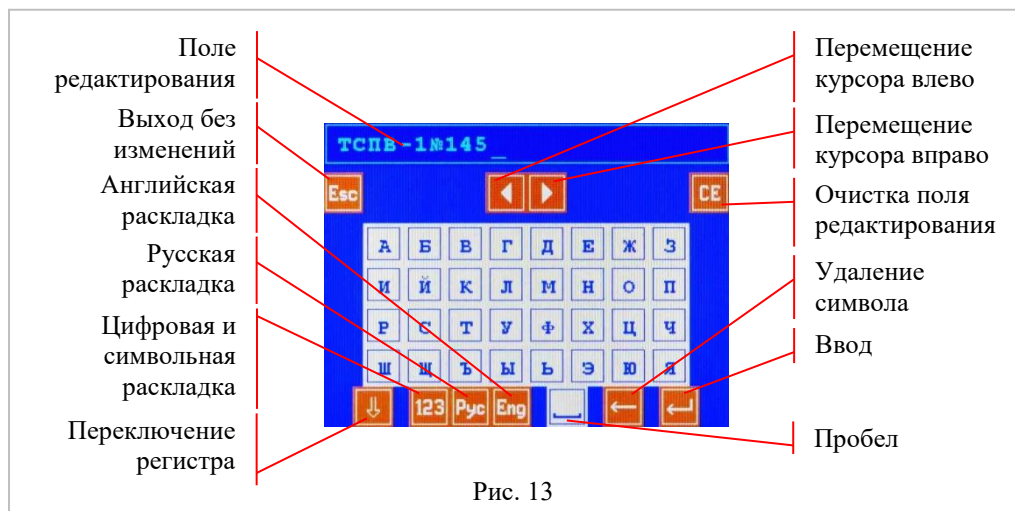 Поле
редактирования
Выход без
изменений
Английская
раскладка
Русская
раскладка
Цифровая и
символьная
раскладка
Переключение
регистра
ТСПВ-1№145_
Esc
CE
А Б В Г Д Е Ж З
И Й К Л М Н О П
Р С Т У Ф Х Ц Ч
Ш Щ Ъ Ы Ь Э Ю Я
123 Рус Eng
Перемещение
курсора влево
Перемещение
курсора вправо
Очистка поля
редактирования
Удаление
символа
Ввод
Пробел
Рис. 13